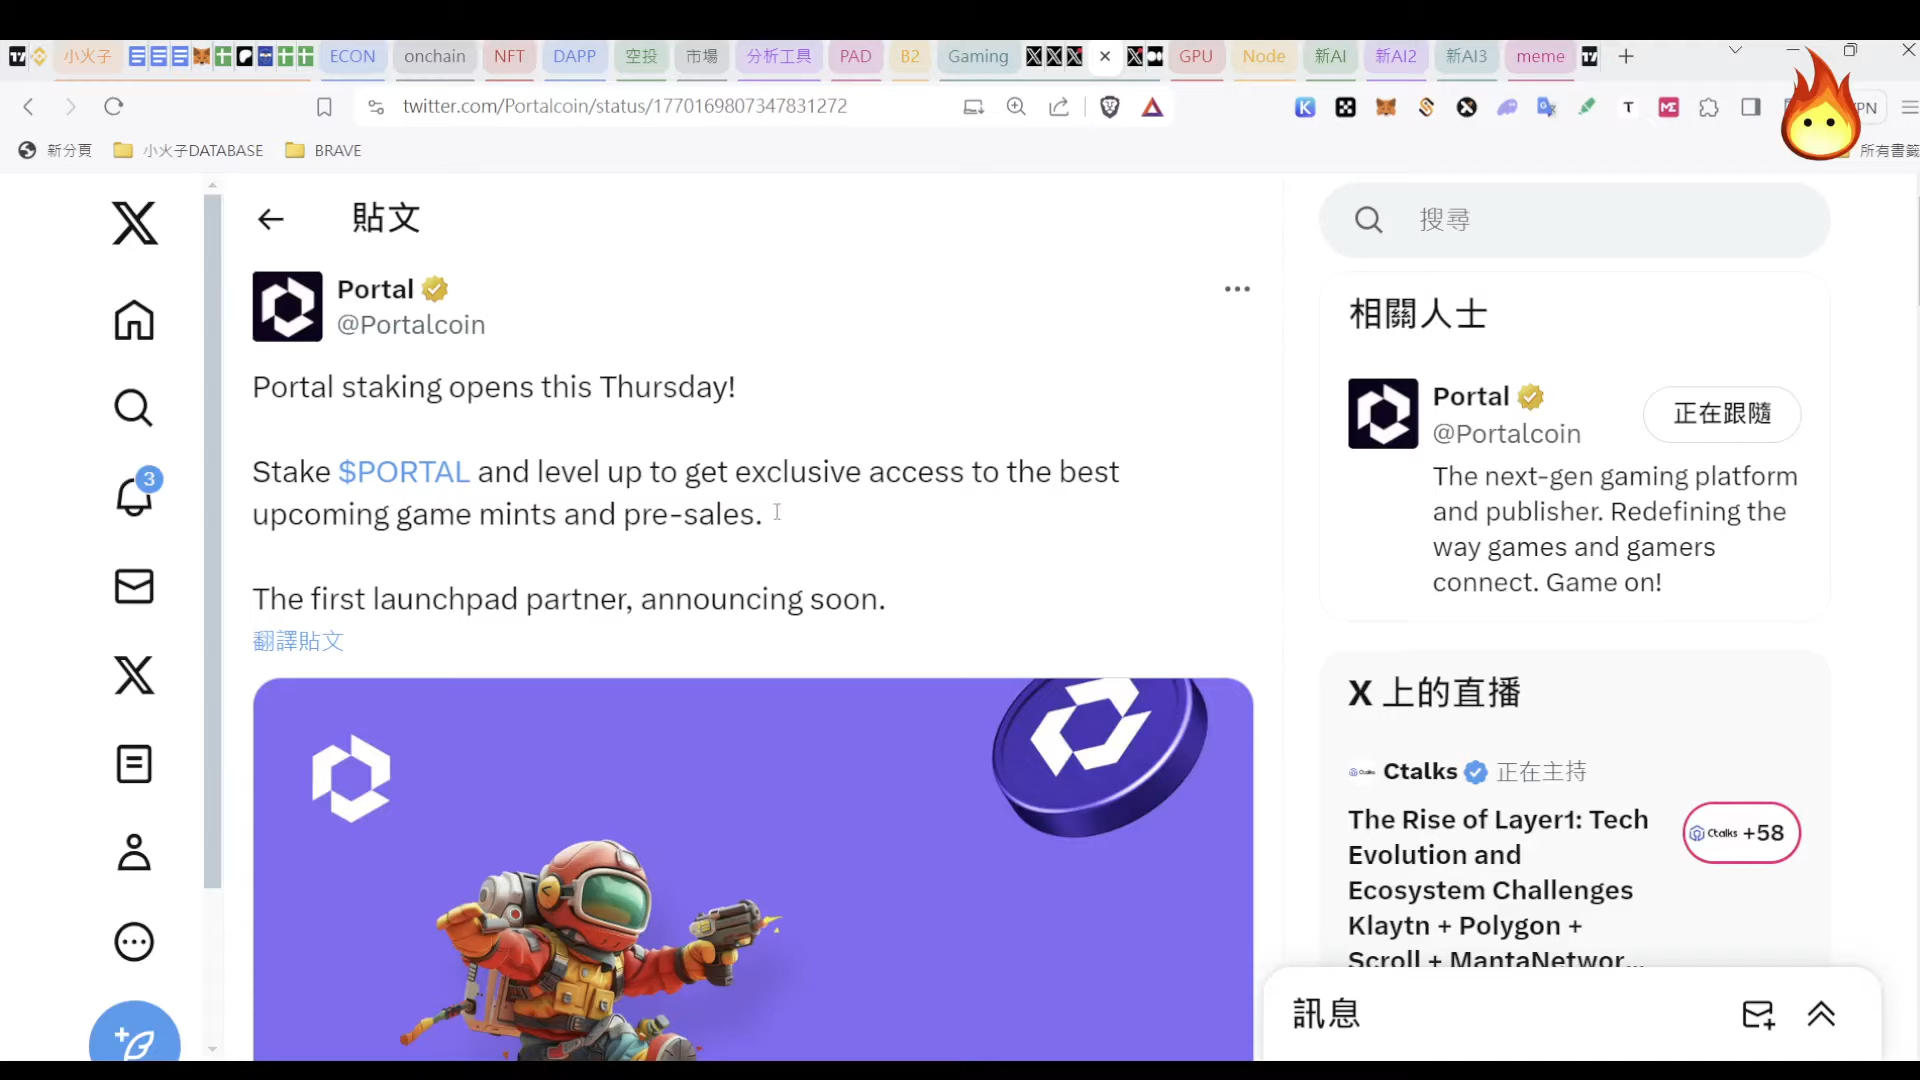 小火子
ECON
onchain
NFT
DAPP
空投
市場
分析工具
PAD
B2
Gaming
GPU
Node
新AI
新AI2
新AI3
meme
twitter.com/Portalcoin/status/1770169807347831272
新分頁
小火子DATABASE
BRAVE
所有書籤
貼文
Portal
@Portalcoin
Portal staking opens this Thursday!
Stake $PORTAL and level up to get exclusive access to the best
upcoming game mints and pre-sales.
The first launchpad partner, announcing soon.
翻譯貼文
3
搜尋
相關人士
Portal
@Portalcoin
正在跟隨
The next-gen gaming platform
and publisher. Redefining the
way games and gamers
connect. Game on!
X 上的直播
Ctalks 正在主持
The Rise of Layer1: Tech
Evolution and
Ecosystem Challenges
Klaytn + Polygon +
Scroll + MantaNetwor...
Ctalks +58
訊息